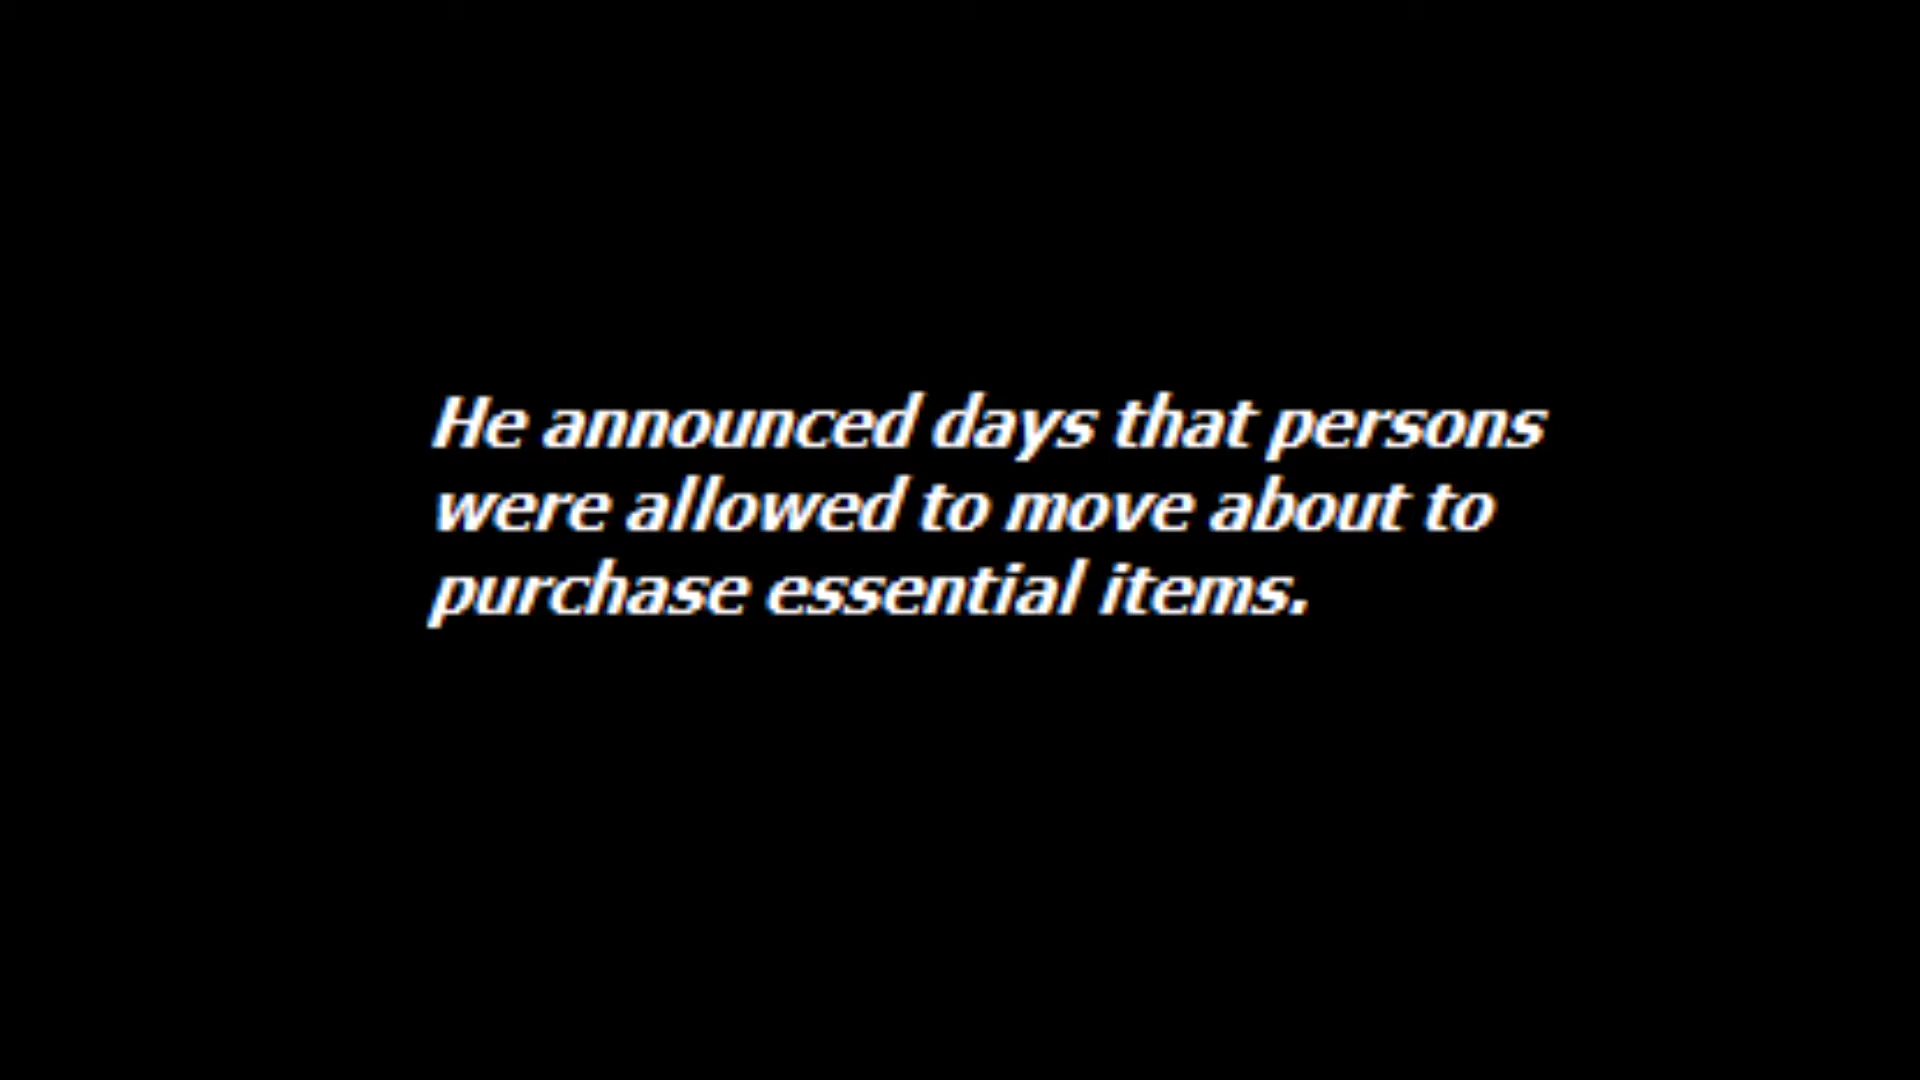 He announced days that persons
were allowed to move about to
purchase essential items.